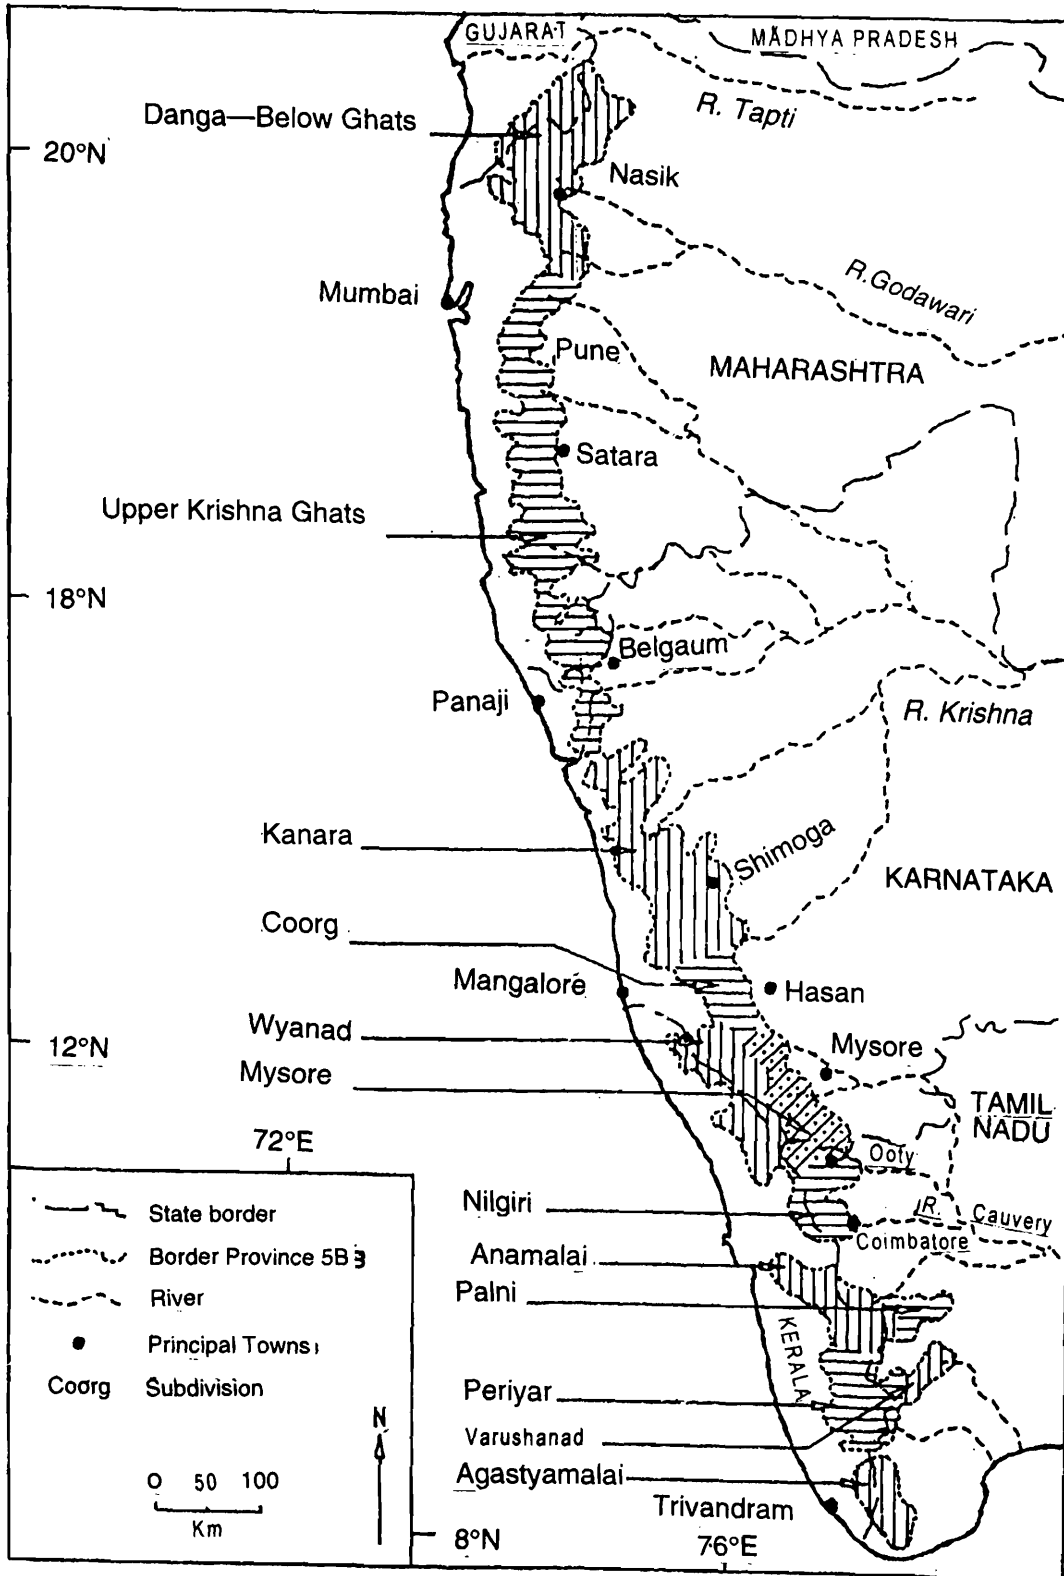 GUJARAT
MADHYA PRADESH
R. Tapti
Danga—Below Ghats
20°N
Nasik
Mumbai
R.Godawari
Pune
MAHARASHTRA
Satara
Upper Krishna Ghats
18°N
Belgaum
Panaji
R. Krishna
Kanara
Shimoga
KARNATAKA
Coorg
Mangalore
Hasan
Wyanad
12°N
Mysore
Mysore
TAMIL
NADU
72°E
Ooty
Nilgiri
R. Cauvery
Coimbatore
Anamalai
Palni
KERALA
Periyar
Varushanad
Agastyamalai
Trivandram
8°N
76°E
State border
Border Province 5B
River
Principal Towns
Coorg Subdivision
N
0 50 100
Km